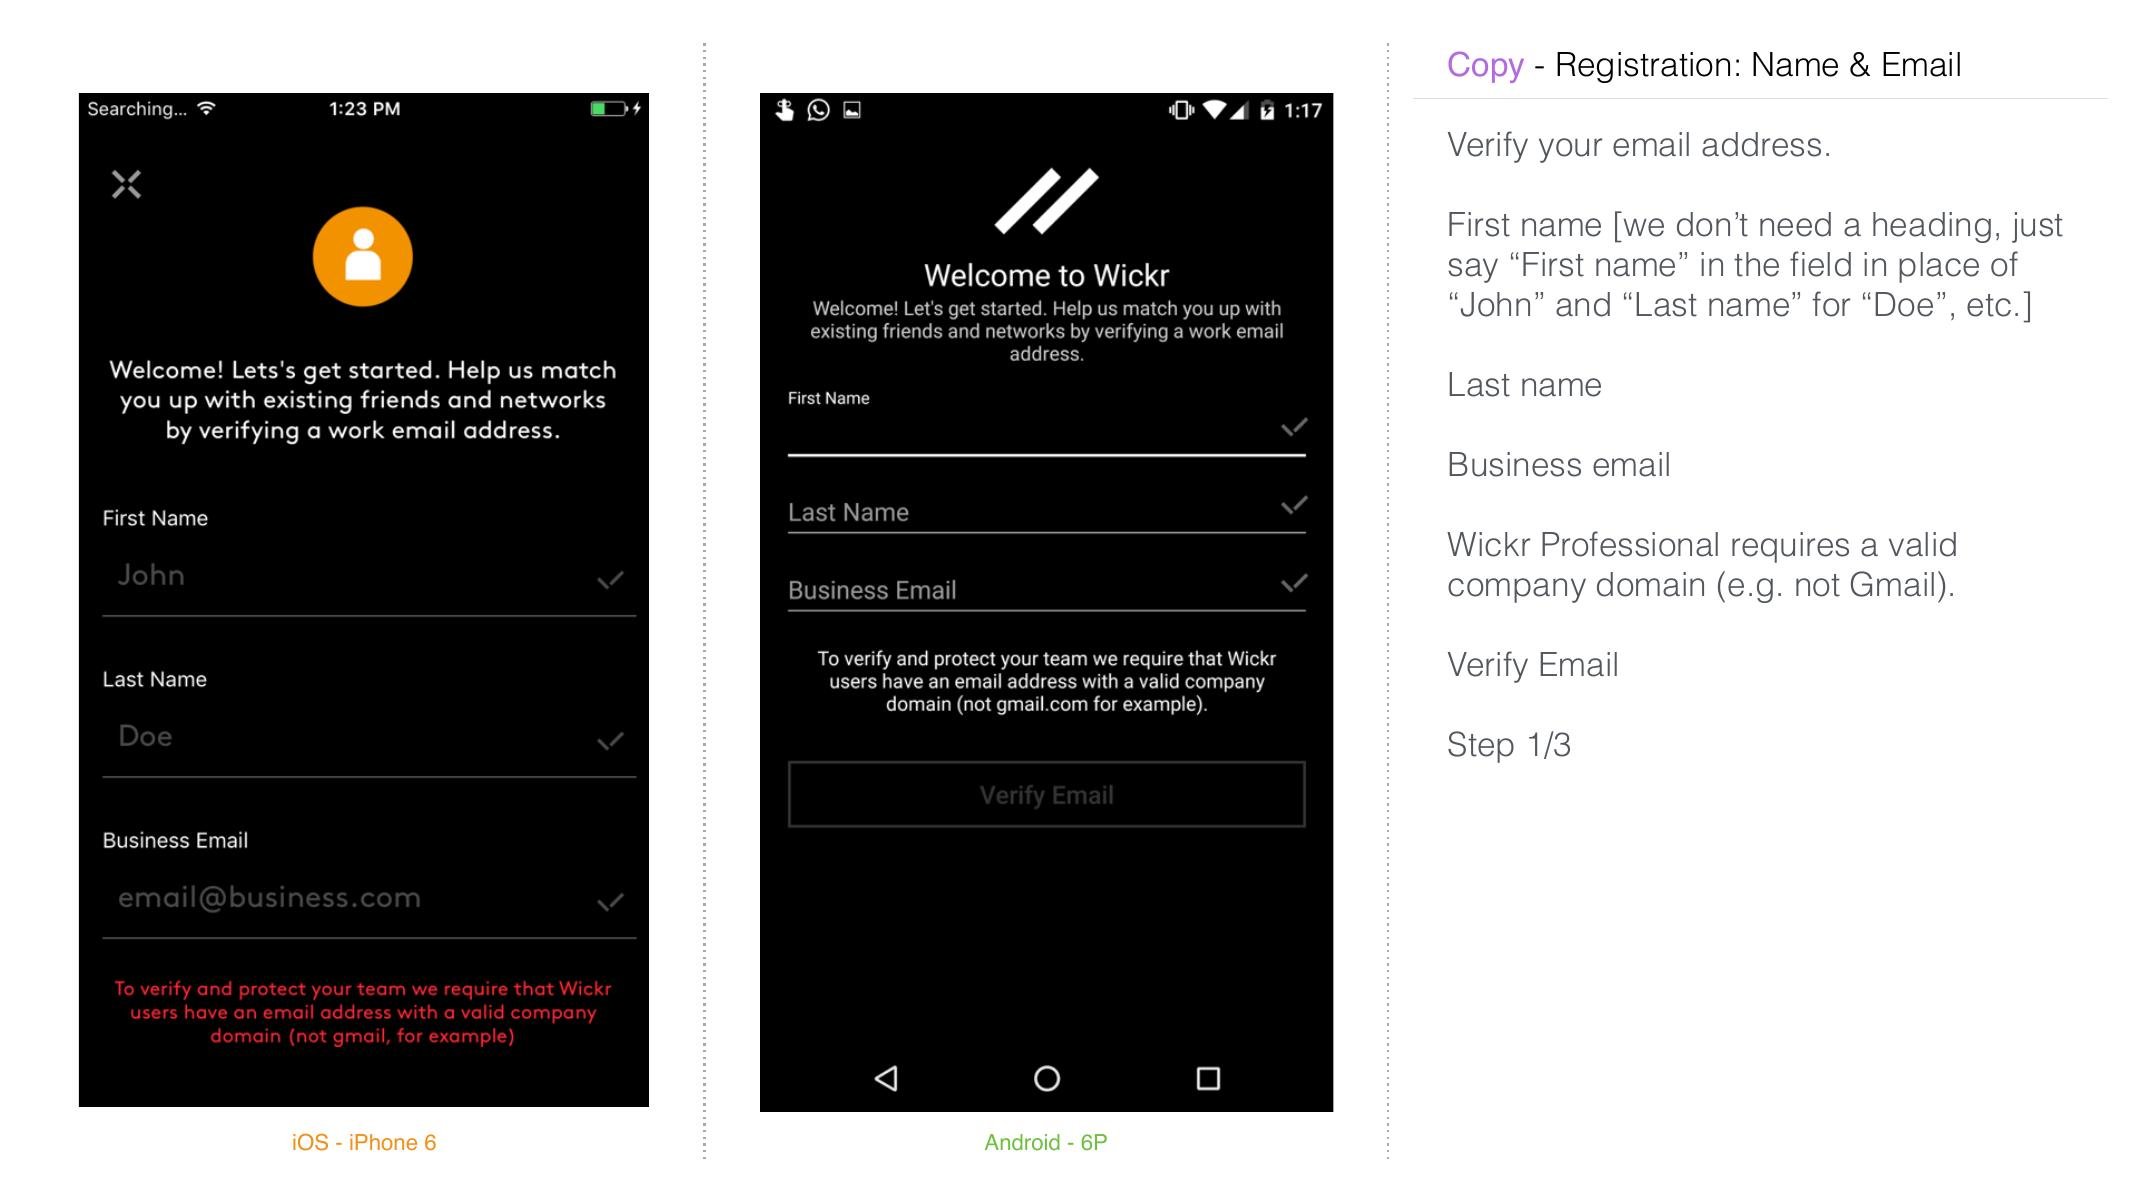 Searching...
1:23 PM
Welcome! Lets's get started. Help us match
you up with existing friends and networks
by verifying a work email address.
First Name
John
Last Name
Doe
Business Email
email@business.com
To verify and protect your team we require that Wickr
users have an email address with a valid company
domain (not gmail, for example)
iOS - iPhone 6
1:17
Welcome to Wickr
Welcome! Let's get started. Help us match you up with
existing friends and networks by verifying a work email
address.
First Name
Last Name
Business Email
To verify and protect your team we require that Wickr
users have an email address with a valid company
domain (not gmail.com for example).
Verify Email
Android - 6P
Copy - Registration: Name & Email
Verify your email address.
First name [we don’t need a heading, just
say “First name” in the field in place of
“John” and “Last name” for “Doe”, etc.]
Last name
Business email
Wickr Professional requires a valid
company domain (e.g. not Gmail).
Verify Email
Step 1/3